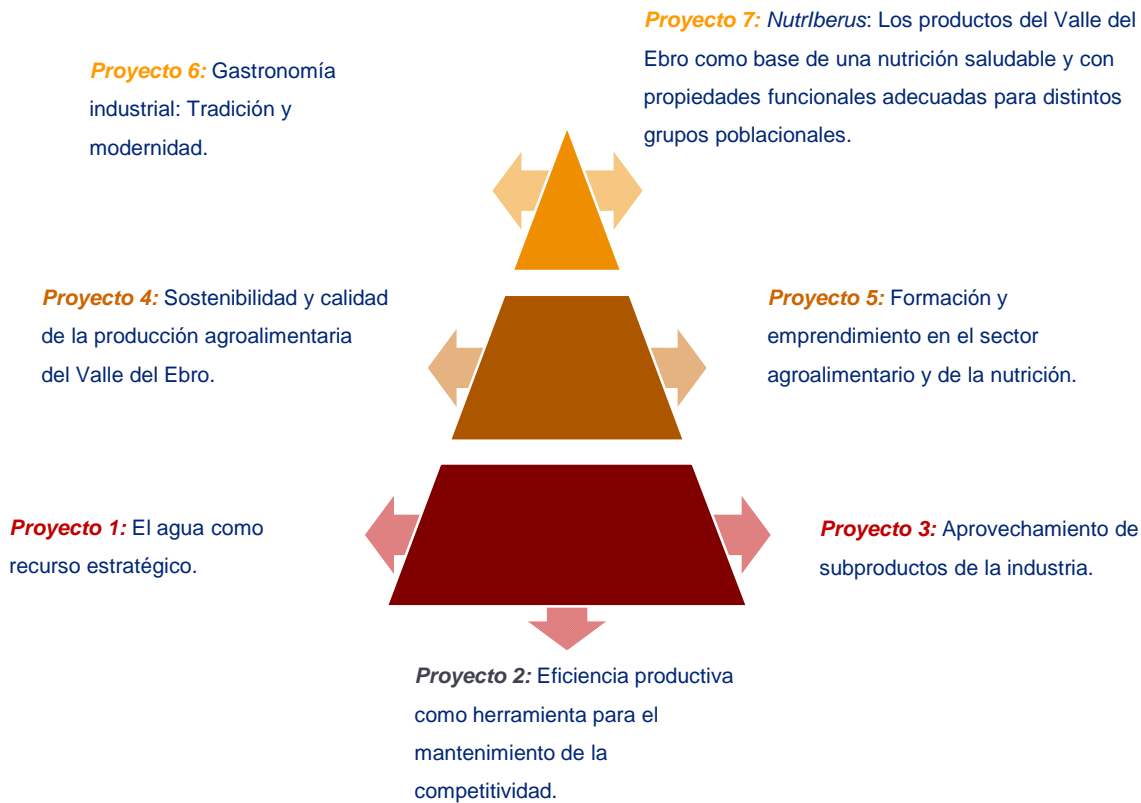 Proyecto 7: NutrIberus: Los productos del Valle del
Ebro como base de una nutrición saludable y con
propiedades funcionales adecuadas para distintos
grupos poblacionales.
Proyecto 6: Gastronomía
industrial: Tradición y
modernidad.
Proyecto 4: Sostenibilidad y calidad
de la producción agroalimentaria
del Valle del Ebro.
Proyecto 5: Formación y
emprendimiento en el sector
agroalimentario y de la nutrición.
Proyecto 1: El agua como
recurso estratégico.
Proyecto 3: Aprovechamiento de
subproductos de la industria.
Proyecto 2: Eficiencia productiva
como herramienta para el
mantenimiento de la
competitividad.